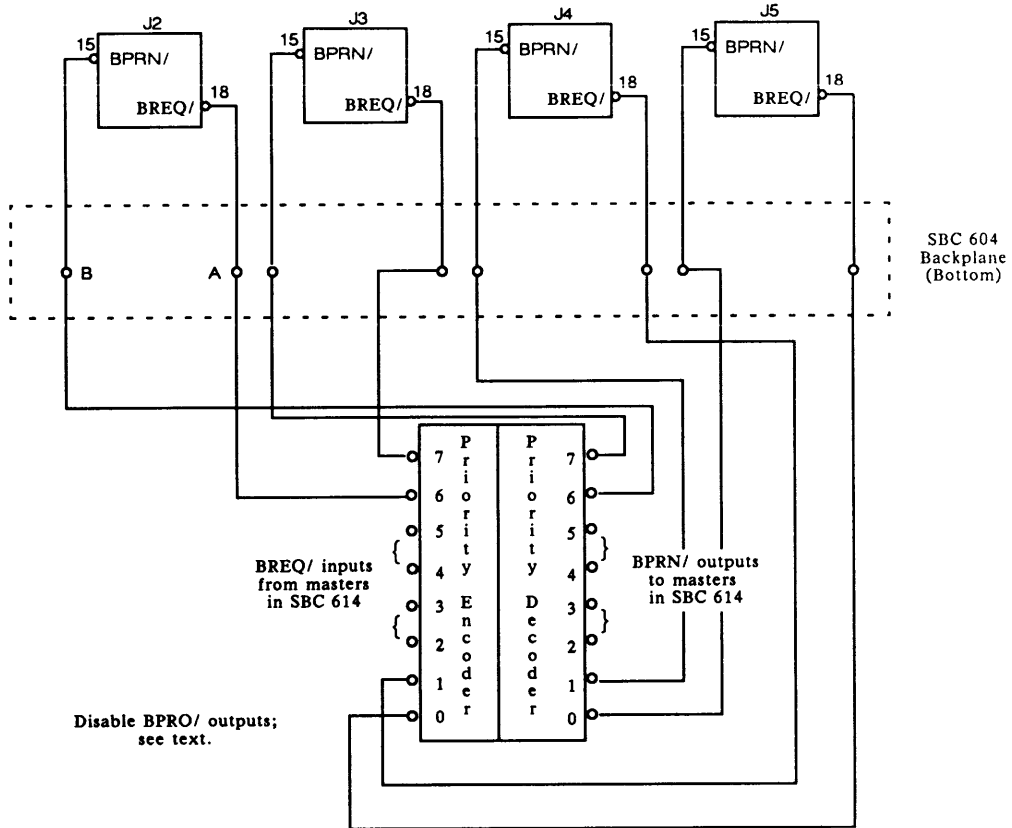 J2
J3
J4
J5
15
BPRN/
18
BREQ/
15
BPRN/
18
BREQ/
15
BPRN/
18
BREQ/
15
BPRN/
18
BREQ/
B
A
SBC 604
Backplane
(Bottom)
7
6
5
4
3
2
1
0
Priority Encoder
Priority Decoder
7
6
5
4
3
2
1
0
{
{
}
}
BREQ/ inputs
from masters
in SBC 614
BPRN/ outputs
to masters
in SBC 614
Disable BPRO/ outputs;
see text.